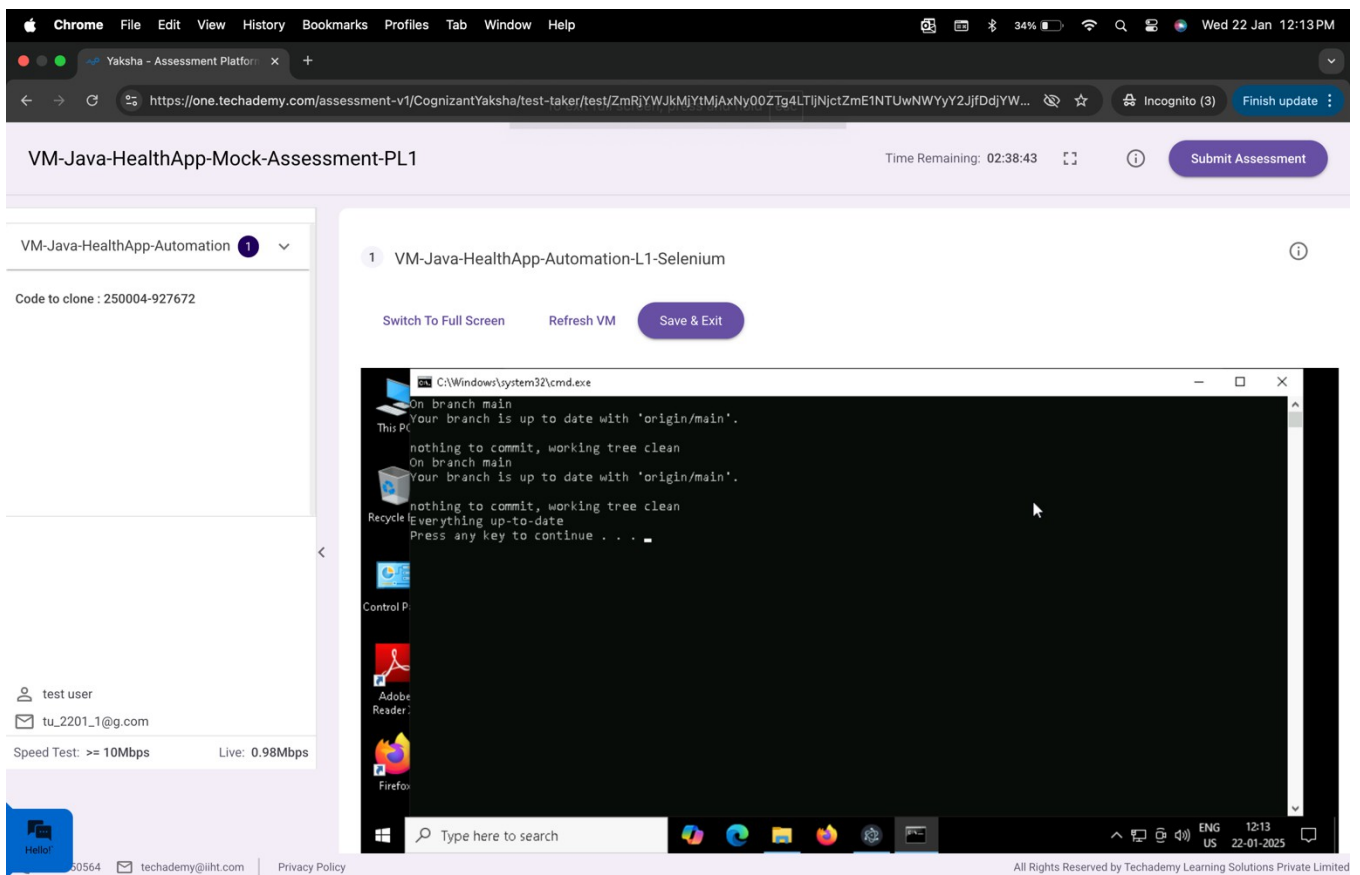 Chrome File Edit View History Bookmarks Profiles Tab Window Help 34% Wed 22 Jan 12:13 PM
Yaksha - Assessment Platform
https://one.techademy.com/assessment-v1/CognizantYaksha/test-taker/test/ZmRjYWJkMjYtMjAxNy00ZTg4LTljNjctZmE1NTUwNWYyY2JjfDdjYW... Incognito (3) Finish update
VM-Java-HealthApp-Mock-Assessment-PL1
Time Remaining: 02:38:43
Submit Assessment
VM-Java-HealthApp-Automation 1
Code to clone : 250004-927672
1 VM-Java-HealthApp-Automation-L1-Selenium
Switch To Full Screen Refresh VM Save & Exit
C:\Windows\system32\cmd.exe
On branch main
Your branch is up to date with 'origin/main'.
nothing to commit, working tree clean
On branch main
Your branch is up to date with 'origin/main'.
nothing to commit, working tree clean
Everything up-to-date
Press any key to continue . . .
This PC
Recycle
Control P
Adobe
Reader
Firefox
test user
tu_2201_1@g.com
Speed Test: >= 10Mbps Live: 0.98Mbps
Type here to search
ENG
US
12:13
22-01-2025
Hello!
50564 techademy@iiht.com Privacy Policy
All Rights Reserved by Techademy Learning Solutions Private Limited